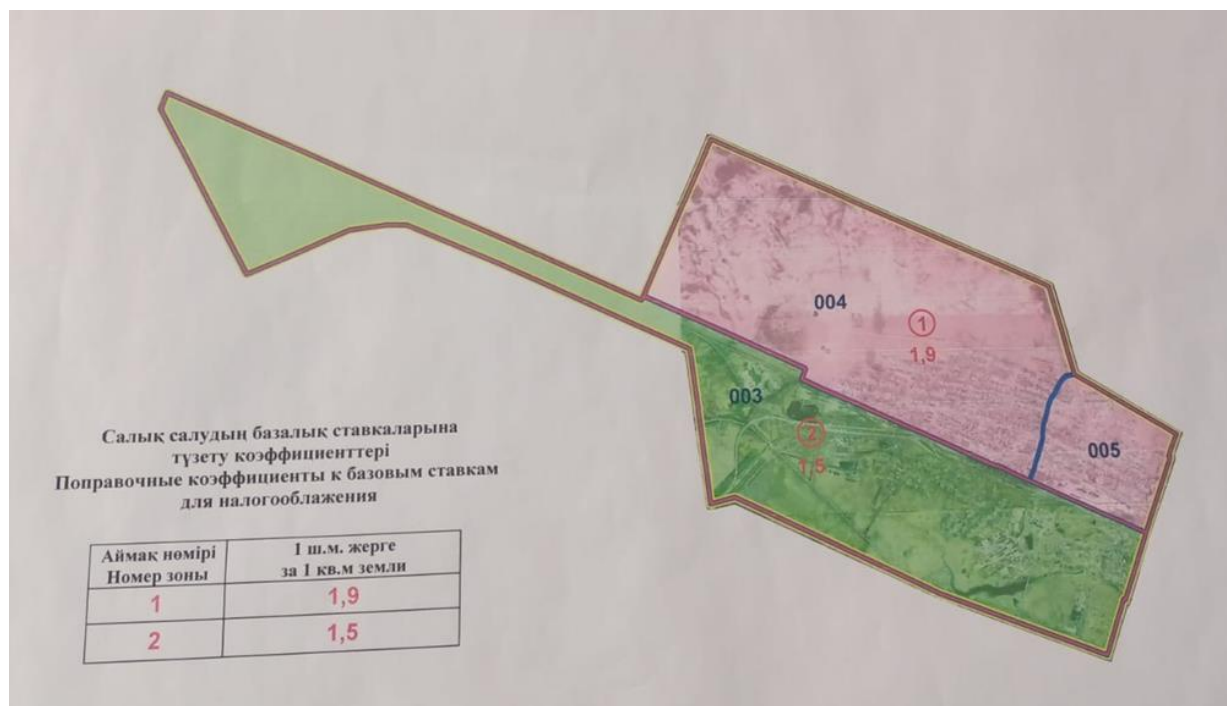 004
1
1,9
003
2
1,5
005
Салық салудың базалық ставкаларына
түзету коэффициенттері
Поправочные коэффициенты к базовым ставкам
для налогооблажения
Аймақ нөмірі
Номер зоны
1 ш.м. жерге
за 1 кв.м земли
1
1,9
2
1,5